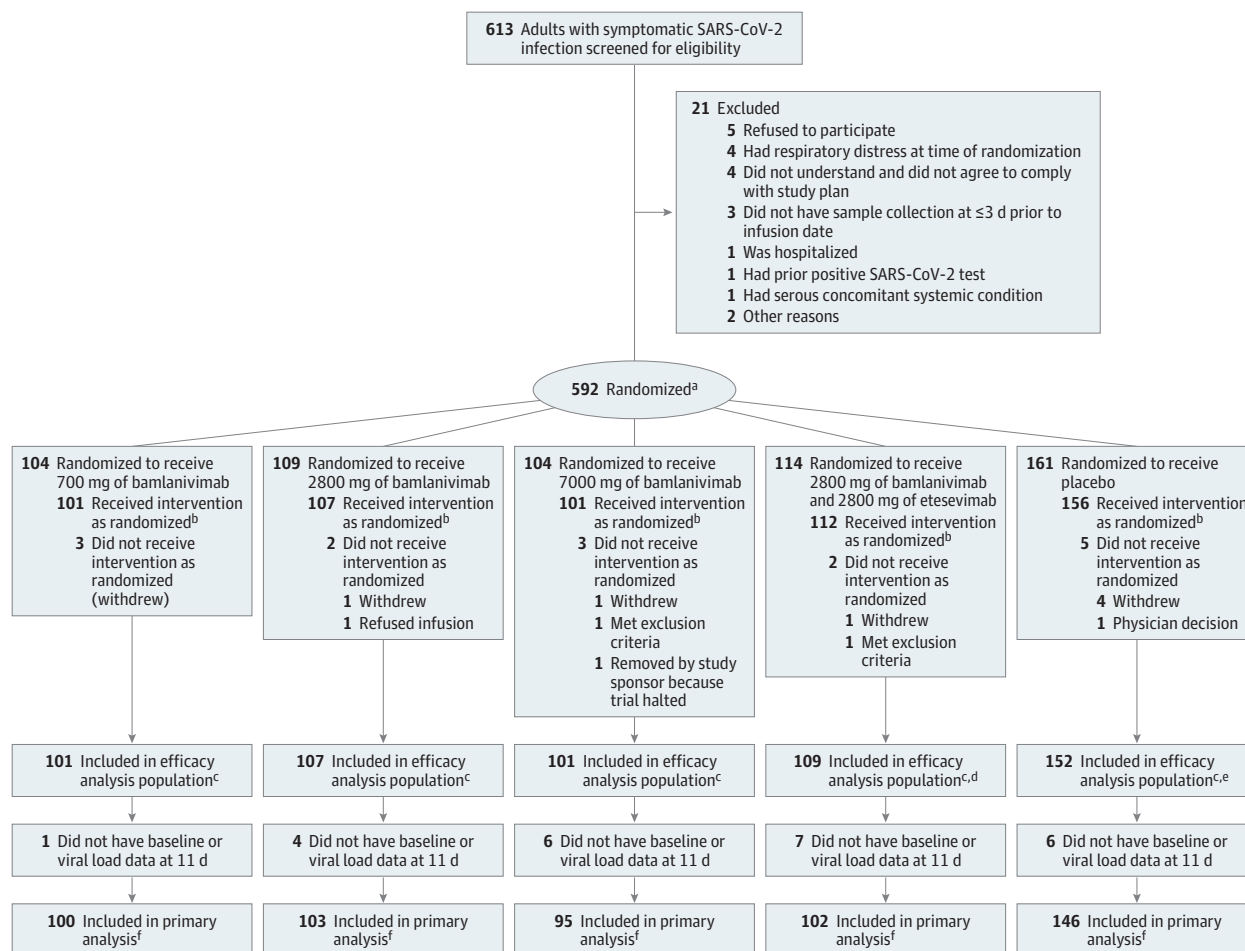 613 Adults with symptomatic SARS-CoV-2
infection screened for eligibility
21 Excluded
5 Refused to participate
4 Had respiratory distress at time of randomization
4 Did not understand and did not agree to comply
with study plan
3 Did not have sample collection at ≤3 d prior to
infusion date
1 Was hospitalized
1 Had prior positive SARS-CoV-2 test
1 Had serous concomitant systemic condition
2 Other reasons
592 Randomizedᵃ
104 Randomized to receive
700 mg of bamlanivimab
101 Received intervention
as randomizedᵇ
3 Did not receive
intervention as
randomized
(withdrew)
109 Randomized to receive
2800 mg of bamlanivimab
107 Received intervention
as randomizedᵇ
2 Did not receive
intervention as
randomized
1 Withdrew
1 Refused infusion
104 Randomized to receive
7000 mg of bamlanivimab
101 Received intervention
as randomizedᵇ
3 Did not receive
intervention as
randomized
1 Withdrew
1 Met exclusion
criteria
1 Removed by study
sponsor because
trial halted
114 Randomized to receive
2800 mg of bamlanivimab
and 2800 mg of etesevimab
112 Received intervention
as randomizedᵇ
2 Did not receive
intervention as
randomized
1 Withdrew
1 Met exclusion
criteria
161 Randomized to receive
placebo
156 Received intervention
as randomizedᵇ
5 Did not receive
intervention as
randomized
4 Withdrew
1 Physician decision
101 Included in efficacy
analysis populationᶜ
107 Included in efficacy
analysis populationᶜ
101 Included in efficacy
analysis populationᶜ
109 Included in efficacy
analysis populationᶜ,ᵈ
152 Included in efficacy
analysis populationᶜ,ᵉ
1 Did not have baseline or
viral load data at 11 d
4 Did not have baseline or
viral load data at 11 d
6 Did not have baseline or
viral load data at 11 d
7 Did not have baseline or
viral load data at 11 d
6 Did not have baseline or
viral load data at 11 d
100 Included in primary
analysisᶠ
103 Included in primary
analysisᶠ
95 Included in primary
analysisᶠ
102 Included in primary
analysisᶠ
146 Included in primary
analysisᶠ